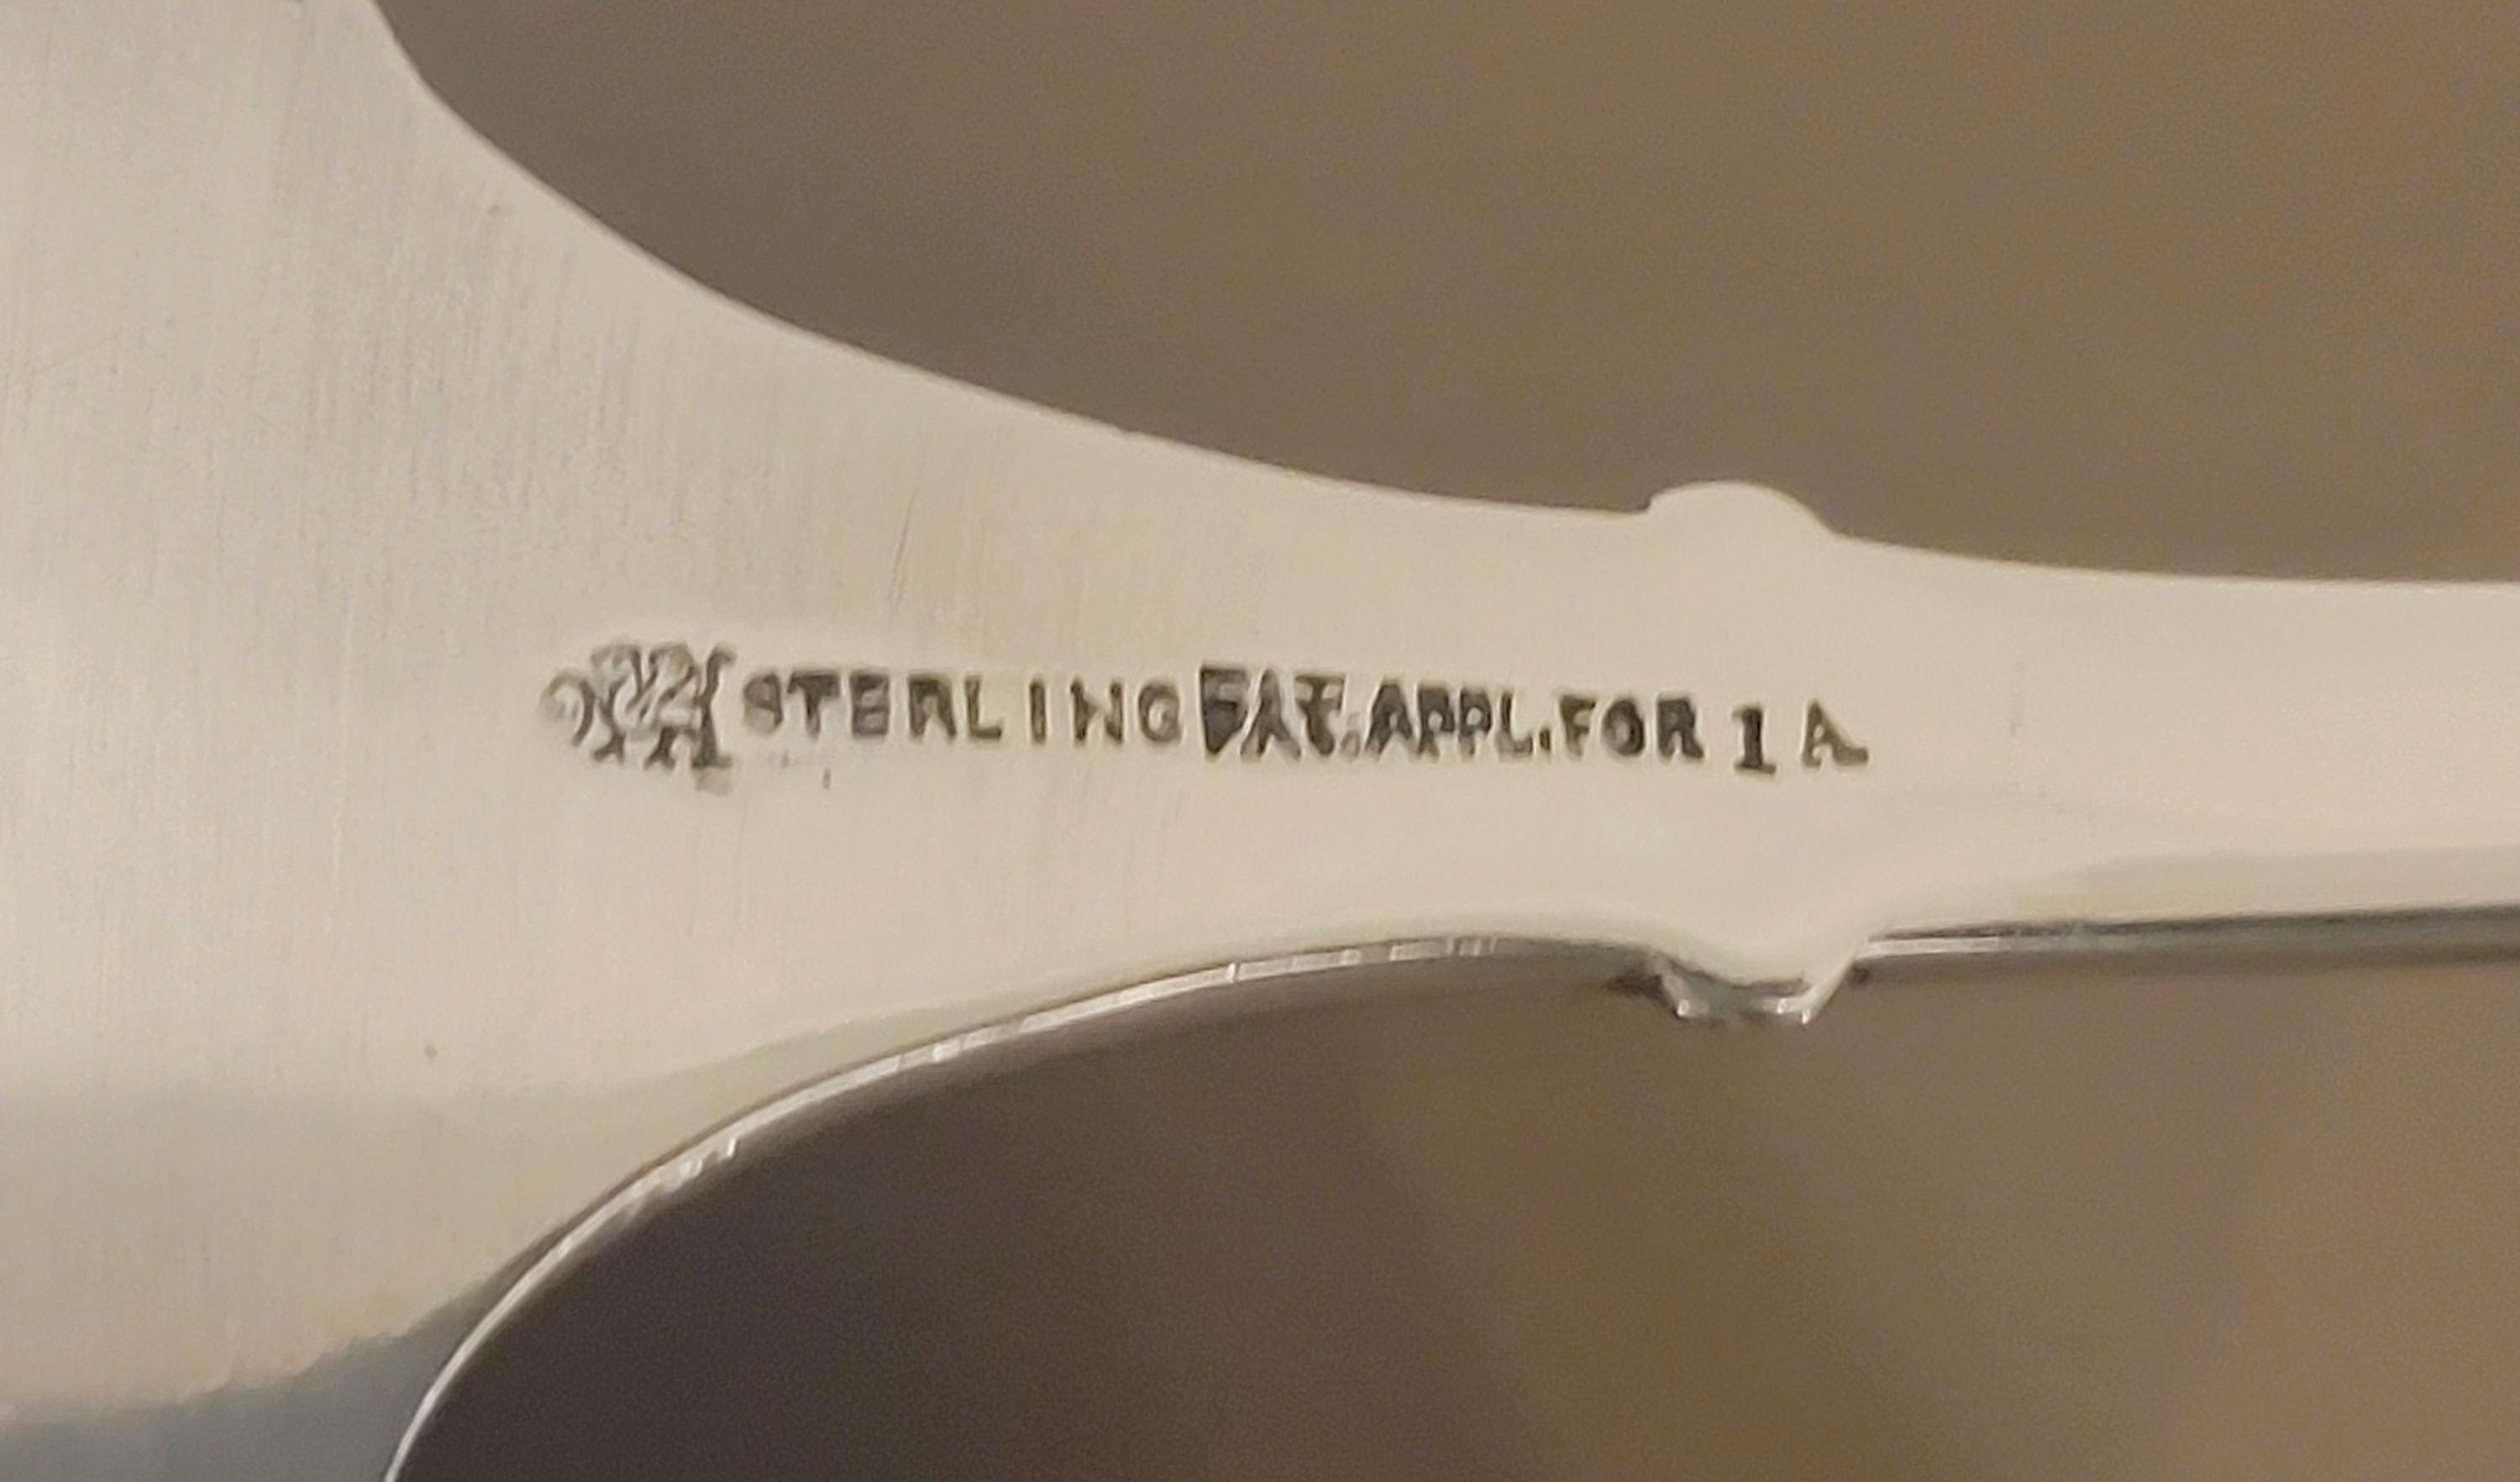 STERLING PAT. APPL. FOR 1 A